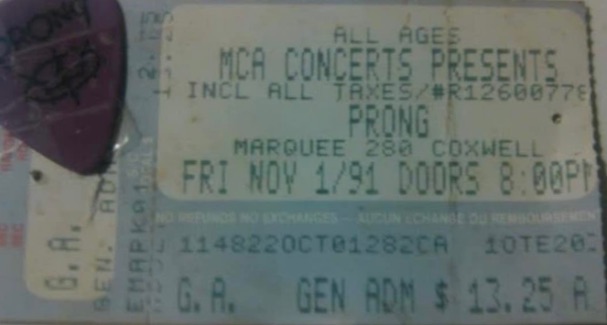 PRONG
ALL AGES
MCA CONCERTS PRESENTS
INCL ALL TAXES/#R12600778
PRONG
MARQUEE 280 COXWELL
FRI NOV 1/91 DOORS 8:00PM
NO REFUNDS NO EXCHANGES - AUCUN ECHANGE OU REMBOURSEMENT
114822OCT01282CA 10TE202
G.A. GEN ADM $ 13.25 A
G.A.